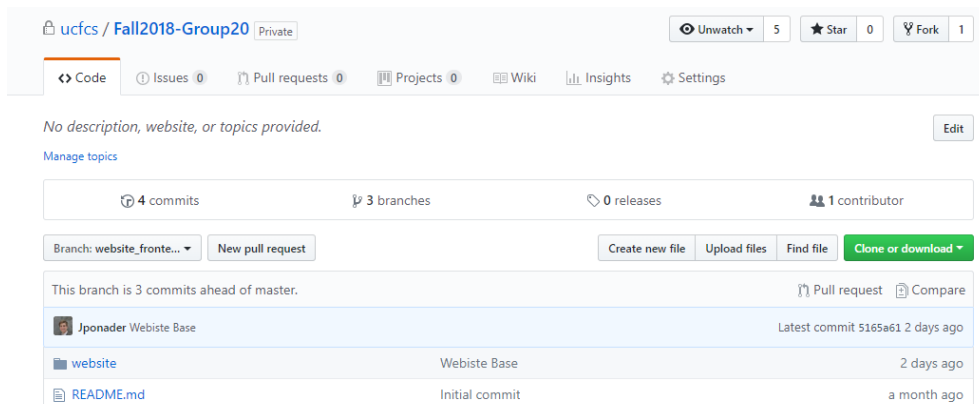 ucfcs / Fall2018-Group20 Private Unwatch 5 Star 0 Fork 1
Code Issues 0 Pull requests 0 Projects 0 Wiki Insights Settings
No description, website, or topics provided. Edit
Manage topics
4 commits 3 branches 0 releases 1 contributor
Branch: website_fronte... New pull request Create new file Upload files Find file Clone or download
This branch is 3 commits ahead of master. Pull request Compare
Jponader Webiste Base Latest commit 5165a61 2 days ago
website Webiste Base 2 days ago
README.md Initial commit a month ago